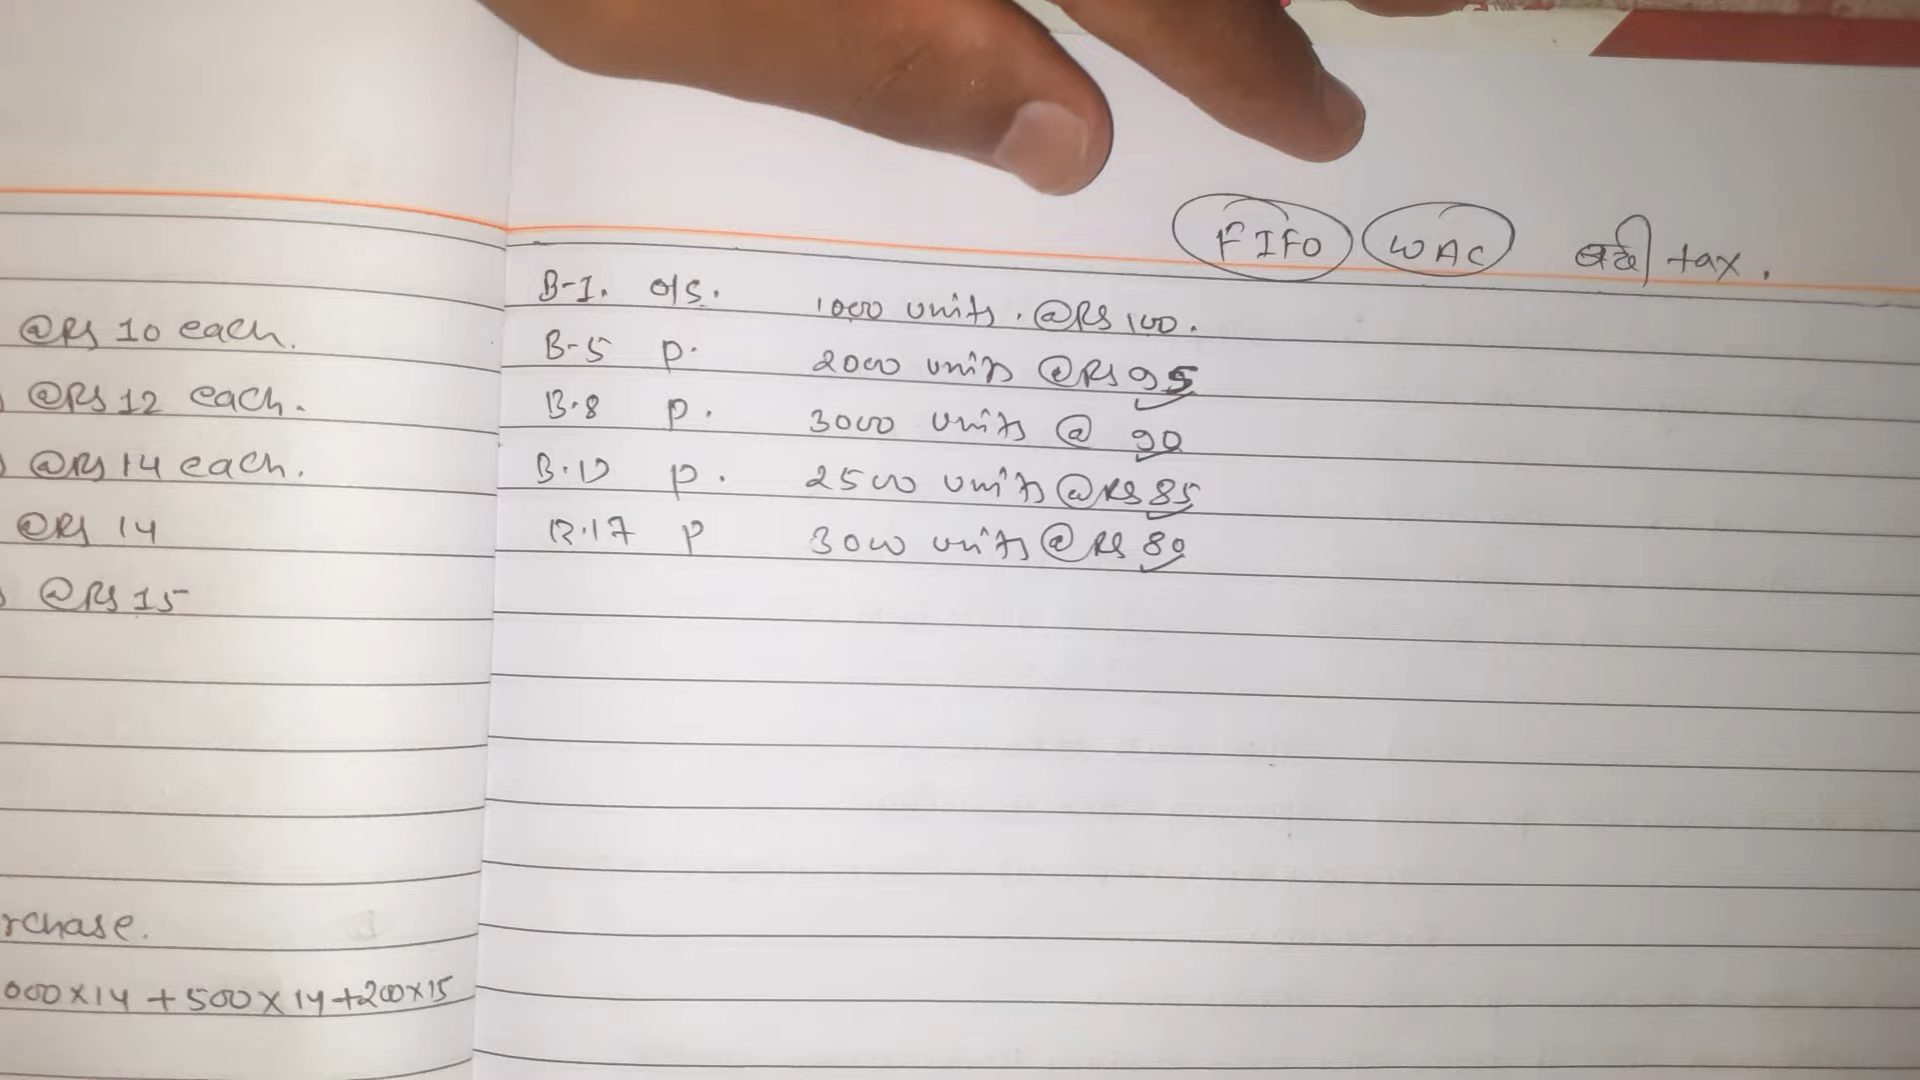 @Rs 10 each.
@Rs 12 each.
@Rs 14 each.
@Rs 14
@Rs 15
rchase.
000x14 + 500x14+200x15
FIFO WAC बढी tax.
B-1. o/s. 1000 units. @Rs 100.
B-5 p. 2000 units @Rs 95
B.8 p. 3000 units @ 90
B.10 p. 2500 units @Rs 85
B.17 p 3000 units @ Rs 80